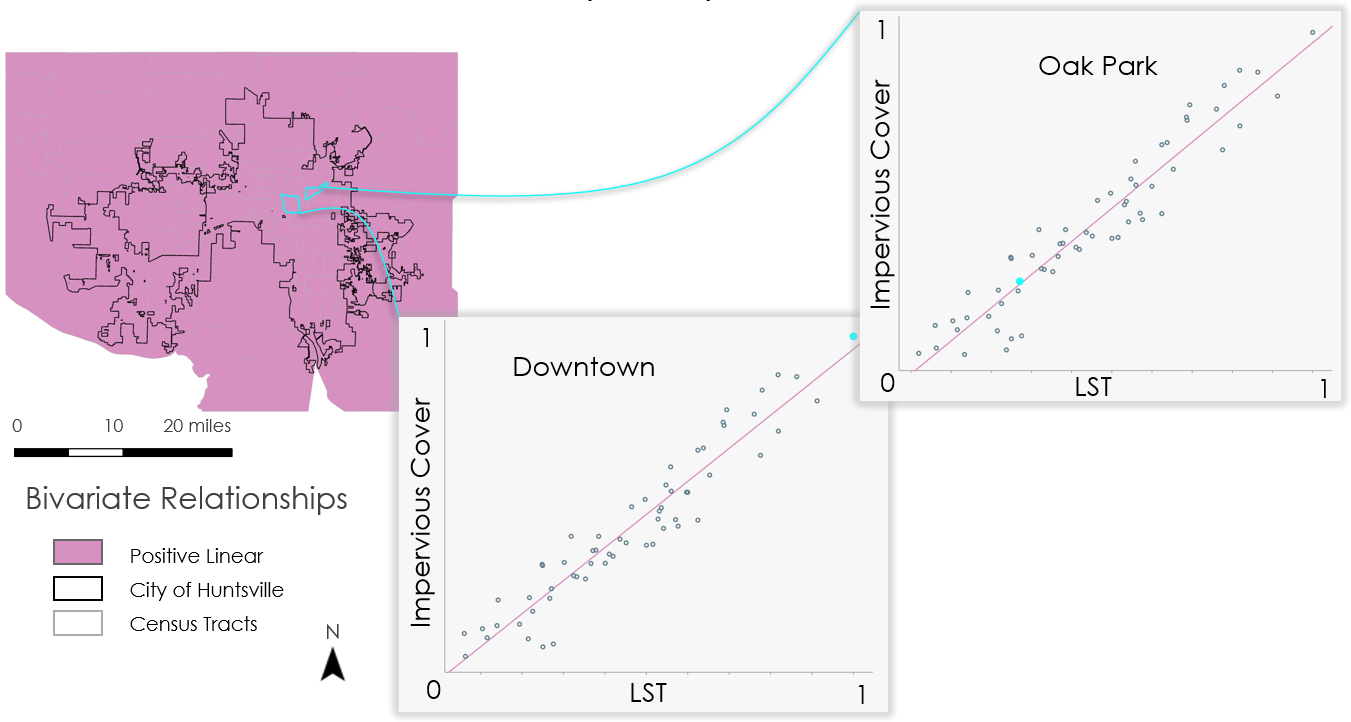 1
Oak Park
Impervious Cover
0
LST
1
1
Downtown
Impervious Cover
0
LST
1
0 10 20 miles
Bivariate Relationships
Positive Linear
City of Huntsville
Census Tracts
N